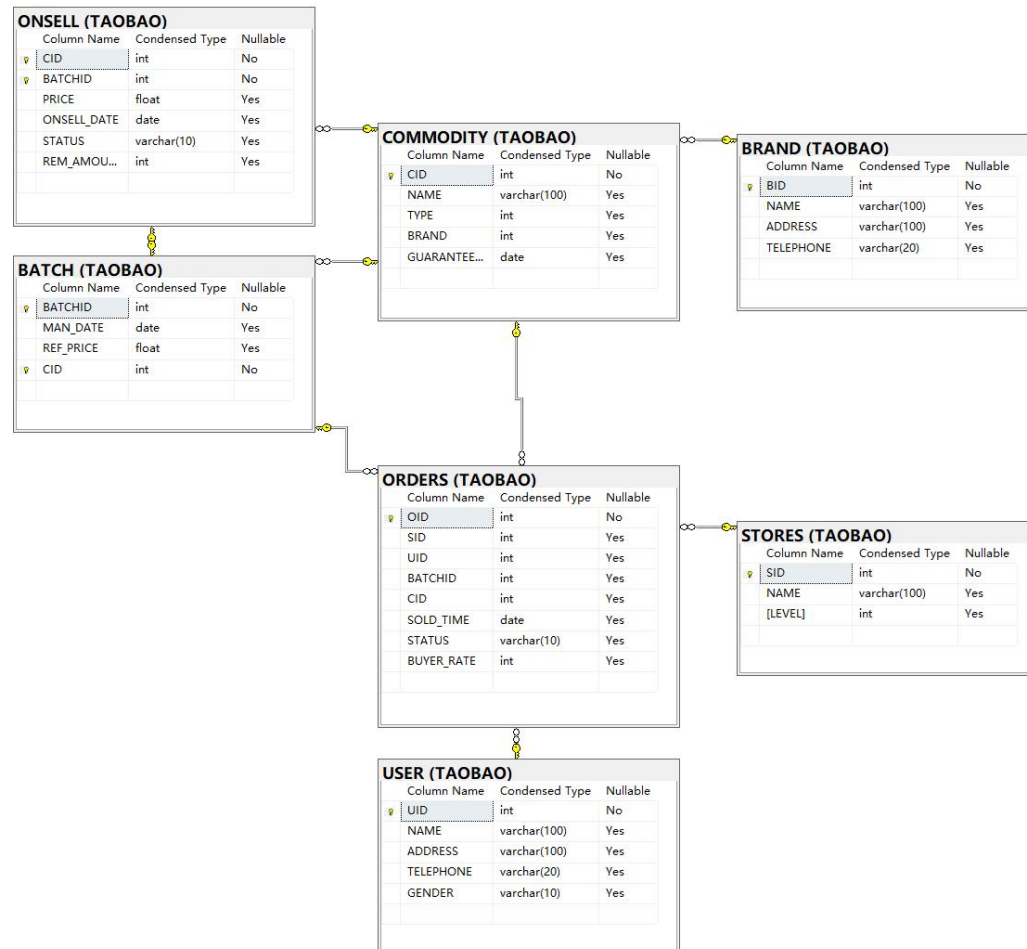 ONSELL (TAOBAO)
Column Name Condensed Type Nullable
CID int No
BATCHID int No
PRICE float Yes
ONSELL_DATE date Yes
STATUS varchar(10) Yes
REM_AMOU... int Yes
COMMODITY (TAOBAO)
Column Name Condensed Type Nullable
CID int No
NAME varchar(100) Yes
TYPE int Yes
BRAND int Yes
GUARANTEE... date Yes
BRAND (TAOBAO)
Column Name Condensed Type Nullable
BID int No
NAME varchar(100) Yes
ADDRESS varchar(100) Yes
TELEPHONE varchar(20) Yes
BATCH (TAOBAO)
Column Name Condensed Type Nullable
BATCHID int No
MAN_DATE date Yes
REF_PRICE float Yes
CID int No
ORDERS (TAOBAO)
Column Name Condensed Type Nullable
OID int No
SID int Yes
UID int Yes
BATCHID int Yes
CID int Yes
SOLD_TIME date Yes
STATUS varchar(10) Yes
BUYER_RATE int Yes
STORES (TAOBAO)
Column Name Condensed Type Nullable
SID int No
NAME varchar(100) Yes
[LEVEL] int Yes
USER (TAOBAO)
Column Name Condensed Type Nullable
UID int No
NAME varchar(100) Yes
ADDRESS varchar(100) Yes
TELEPHONE varchar(20) Yes
GENDER varchar(10) Yes